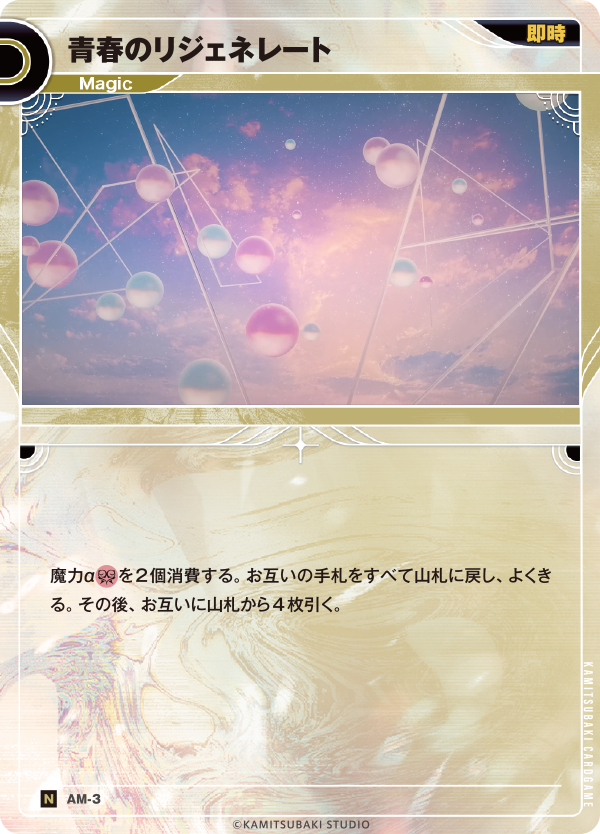 即時
青春のリジェネレート
Magic
魔力αを2個消費する。お互いの手札をすべて山札に戻し、よくき
る。その後、お互いに山札から4枚引く。
KAMITSUBAKI CARDGAME
N AM-3
©KAMITSUBAKI STUDIO